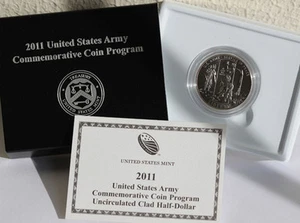 2011 United States Army
Commemorative Coin Program
UNITED STATES MINT
2011
United States Army
Commemorative Coin Program
Uncirculated Clad Half-Dollar